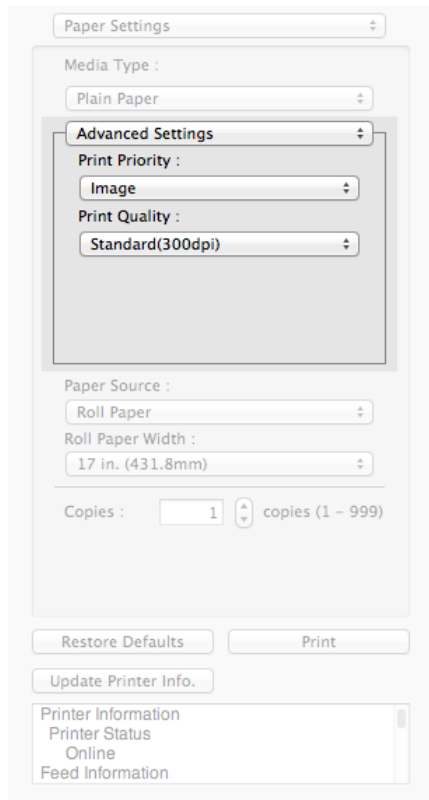 Paper Settings
Media Type :
Plain Paper
Advanced Settings
Print Priority :
Image
Print Quality :
Standard(300dpi)
Paper Source :
Roll Paper
Roll Paper Width :
17 in. (431.8mm)
Copies : 1 copies (1 – 999)
Restore Defaults Print
Update Printer Info.
Printer Information
Printer Status
Online
Feed Information